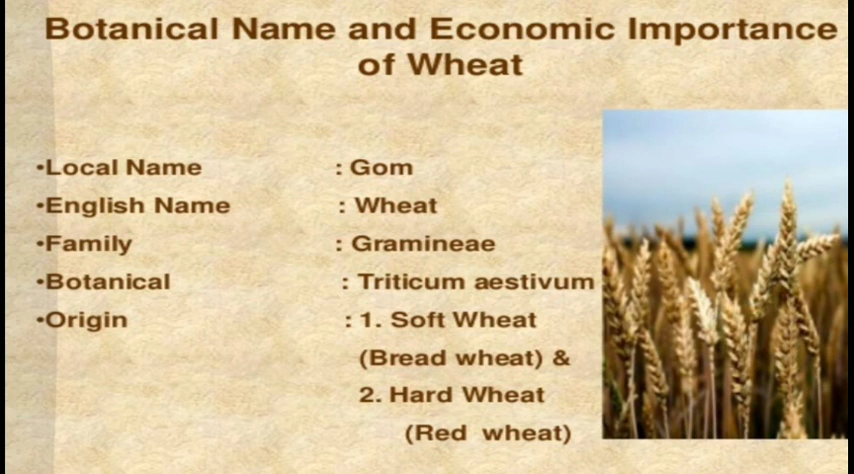 Botanical Name and Economic Importance
of Wheat
•Local Name : Gom
•English Name : Wheat
•Family : Gramineae
•Botanical : Triticum aestivum
•Origin : 1. Soft Wheat
(Bread wheat) &
2. Hard Wheat
(Red wheat)